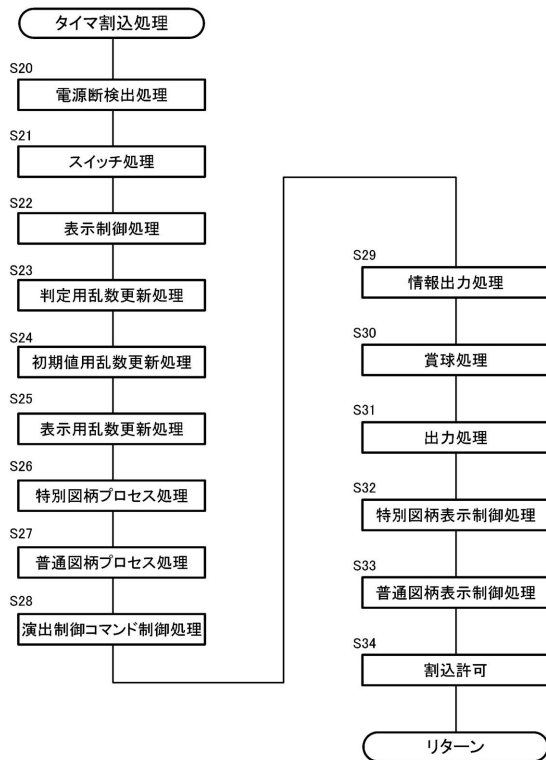 タイマ割込処理
S20
電源断検出処理
S21
スイッチ処理
S22
表示制御処理
S23
判定用乱数更新処理
S24
初期値用乱数更新処理
S25
表示用乱数更新処理
S26
特別図柄プロセス処理
S27
普通図柄プロセス処理
S28
演出制御コマンド制御処理
S29
情報出力処理
S30
賞球処理
S31
出力処理
S32
特別図柄表示制御処理
S33
普通図柄表示制御処理
S34
割込許可
リターン